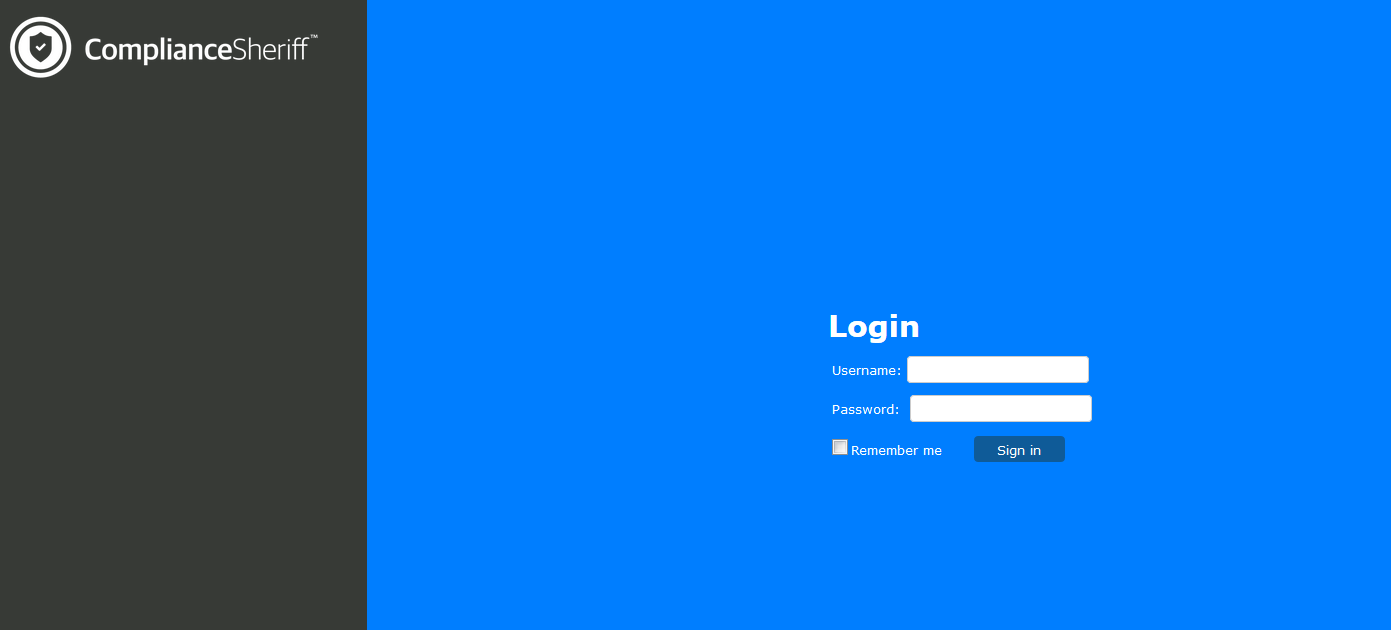 ComplianceSheriff™
Login
Username:
Password:
Remember me
Sign in